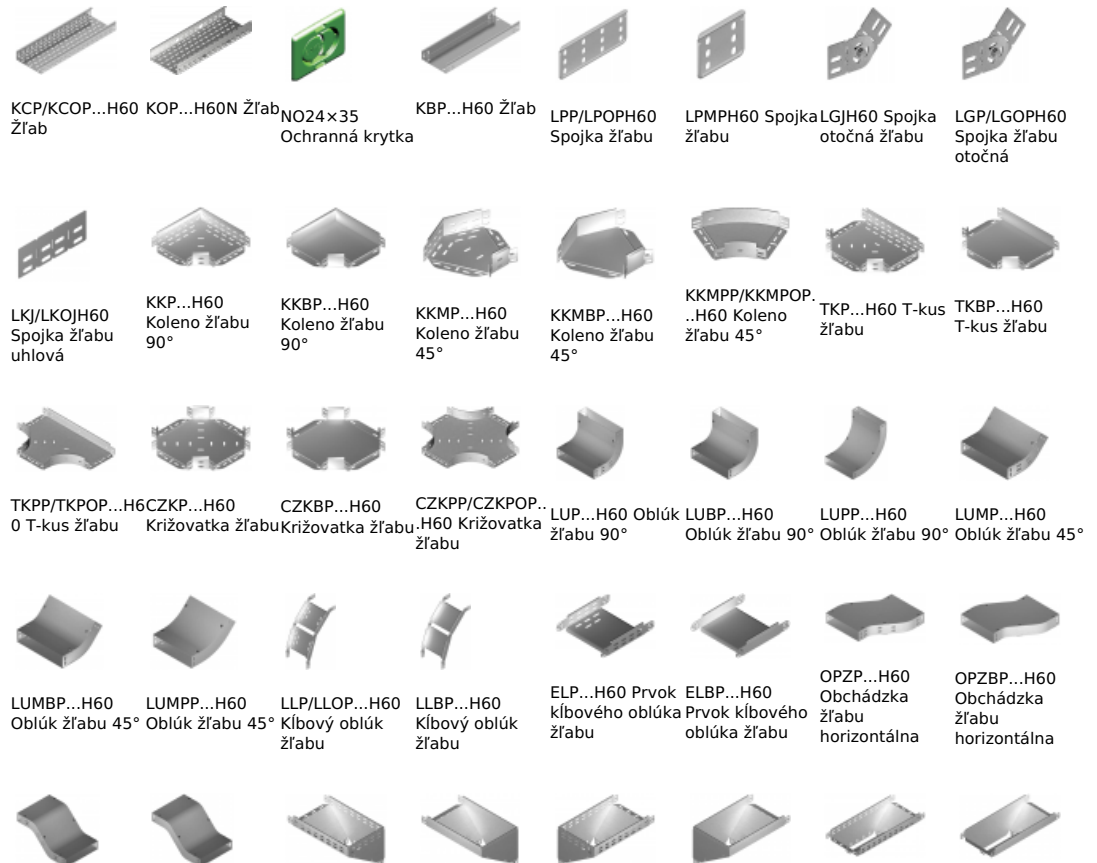 KCP/KCOP...H60
Žľab
KOP...H60N Žľab
NO24×35
Ochranná krytka
KBP...H60 Žľab
LPP/LPOPH60
Spojka žľabu
LPMPH60 Spojka
žľabu
LGJH60 Spojka
otočná žľabu
LGP/LGOPH60
Spojka žľabu
otočná
LKJ/LKOJH60
Spojka žľabu
uhlová
KKP...H60
Koleno žľabu
90°
KKBP...H60
Koleno žľabu
90°
KKMP...H60
Koleno žľabu
45°
KKMBP...H60
Koleno žľabu
45°
KKMPP/KKMPOP.
..H60 Koleno
žľabu 45°
TKP...H60 T-kus
žľabu
TKBP...H60
T-kus žľabu
TKPP/TKPOP...H6
0 T-kus žľabu
CZKP...H60
Križovatka žľabu
CZKBP...H60
Križovatka žľabu
CZKPP/CZKPOP..
.H60 Križovatka
žľabu
LUP...H60 Oblúk
žľabu 90°
LUBP...H60
Oblúk žľabu 90°
LUPP...H60
Oblúk žľabu 90°
LUMP...H60
Oblúk žľabu 45°
LUMBP...H60
Oblúk žľabu 45°
LUMPP...H60
Oblúk žľabu 45°
LLP/LLOP...H60
Kĺbový oblúk
žľabu
LLBP...H60
Kĺbový oblúk
žľabu
ELP...H60 Prvok
kĺbového oblúka
žľabu
ELBP...H60
Prvok kĺbového
oblúka žľabu
OPZP...H60
Obchádzka
žľabu
horizontálna
OPZBP...H60
Obchádzka
žľabu
horizontálna